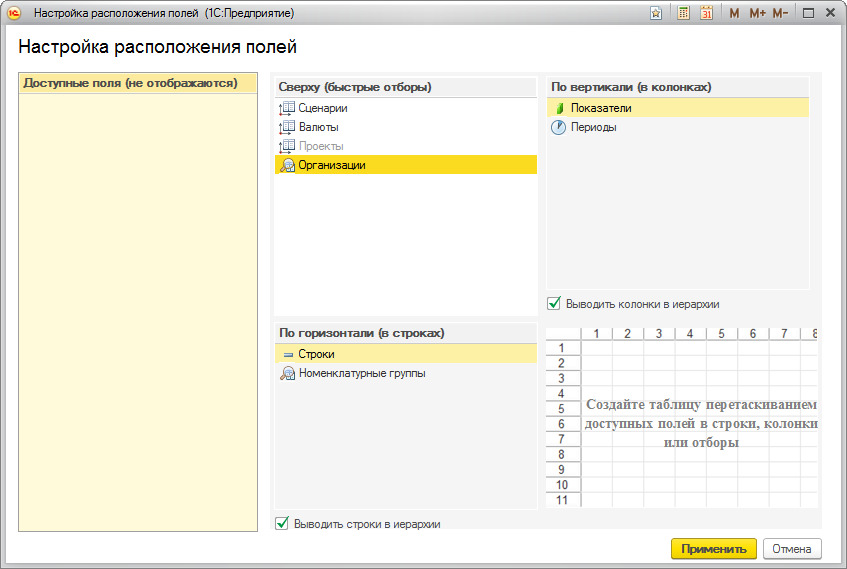 Настройка расположения полей (1С:Предприятие)
M M+ M-
31
Настройка расположения полей
Доступные поля (не отображаются)
Сверху (быстрые отборы)
Сценарии
Валюты
Проекты
Организации
По вертикали (в колонках)
Показатели
Периоды
Выводить колонки в иерархии
По горизонтали (в строках)
Строки
Номенклатурные группы
Выводить строки в иерархии
1 2 3 4 5 6 7 8
1
2
3
4
5
6
7
8
9
10
11
Создайте таблицу перетаскиванием
доступных полей в строки, колонки
или отборы
Применить
Отмена